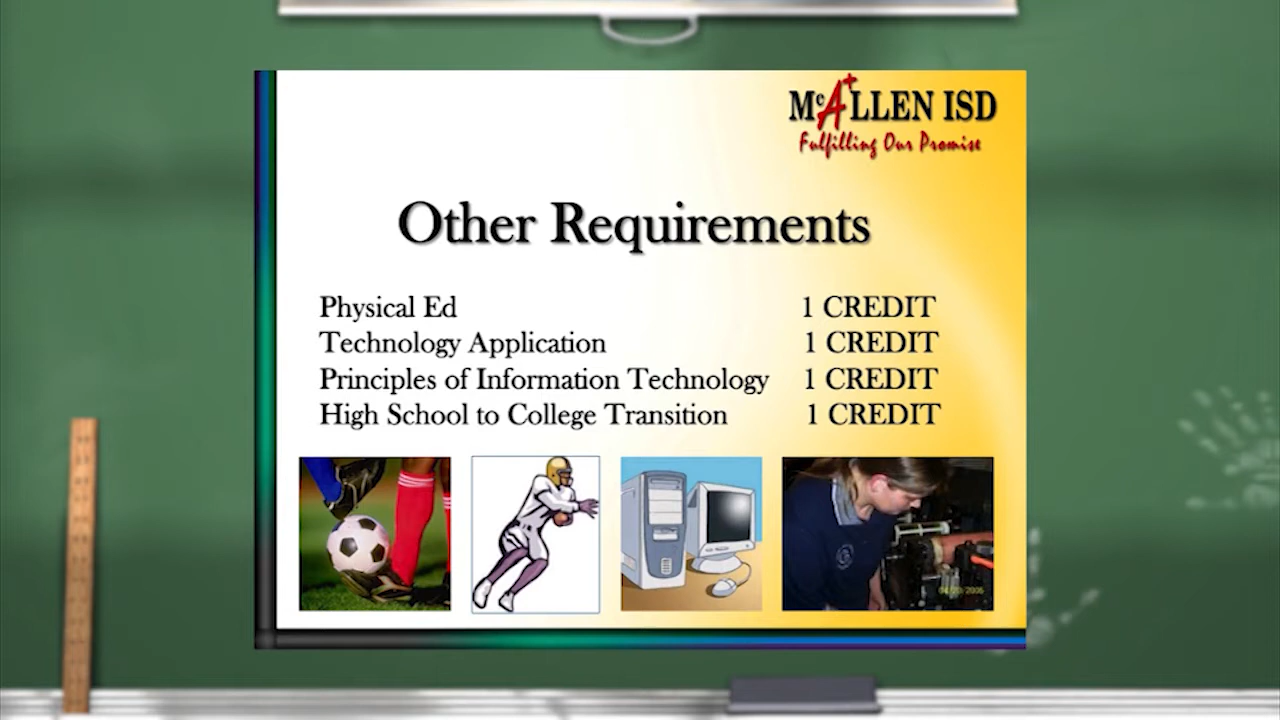 McALLEN ISD
Fulfilling Our Promise
Other Requirements
Physical Ed 1 CREDIT
Technology Application 1 CREDIT
Principles of Information Technology 1 CREDIT
High School to College Transition 1 CREDIT